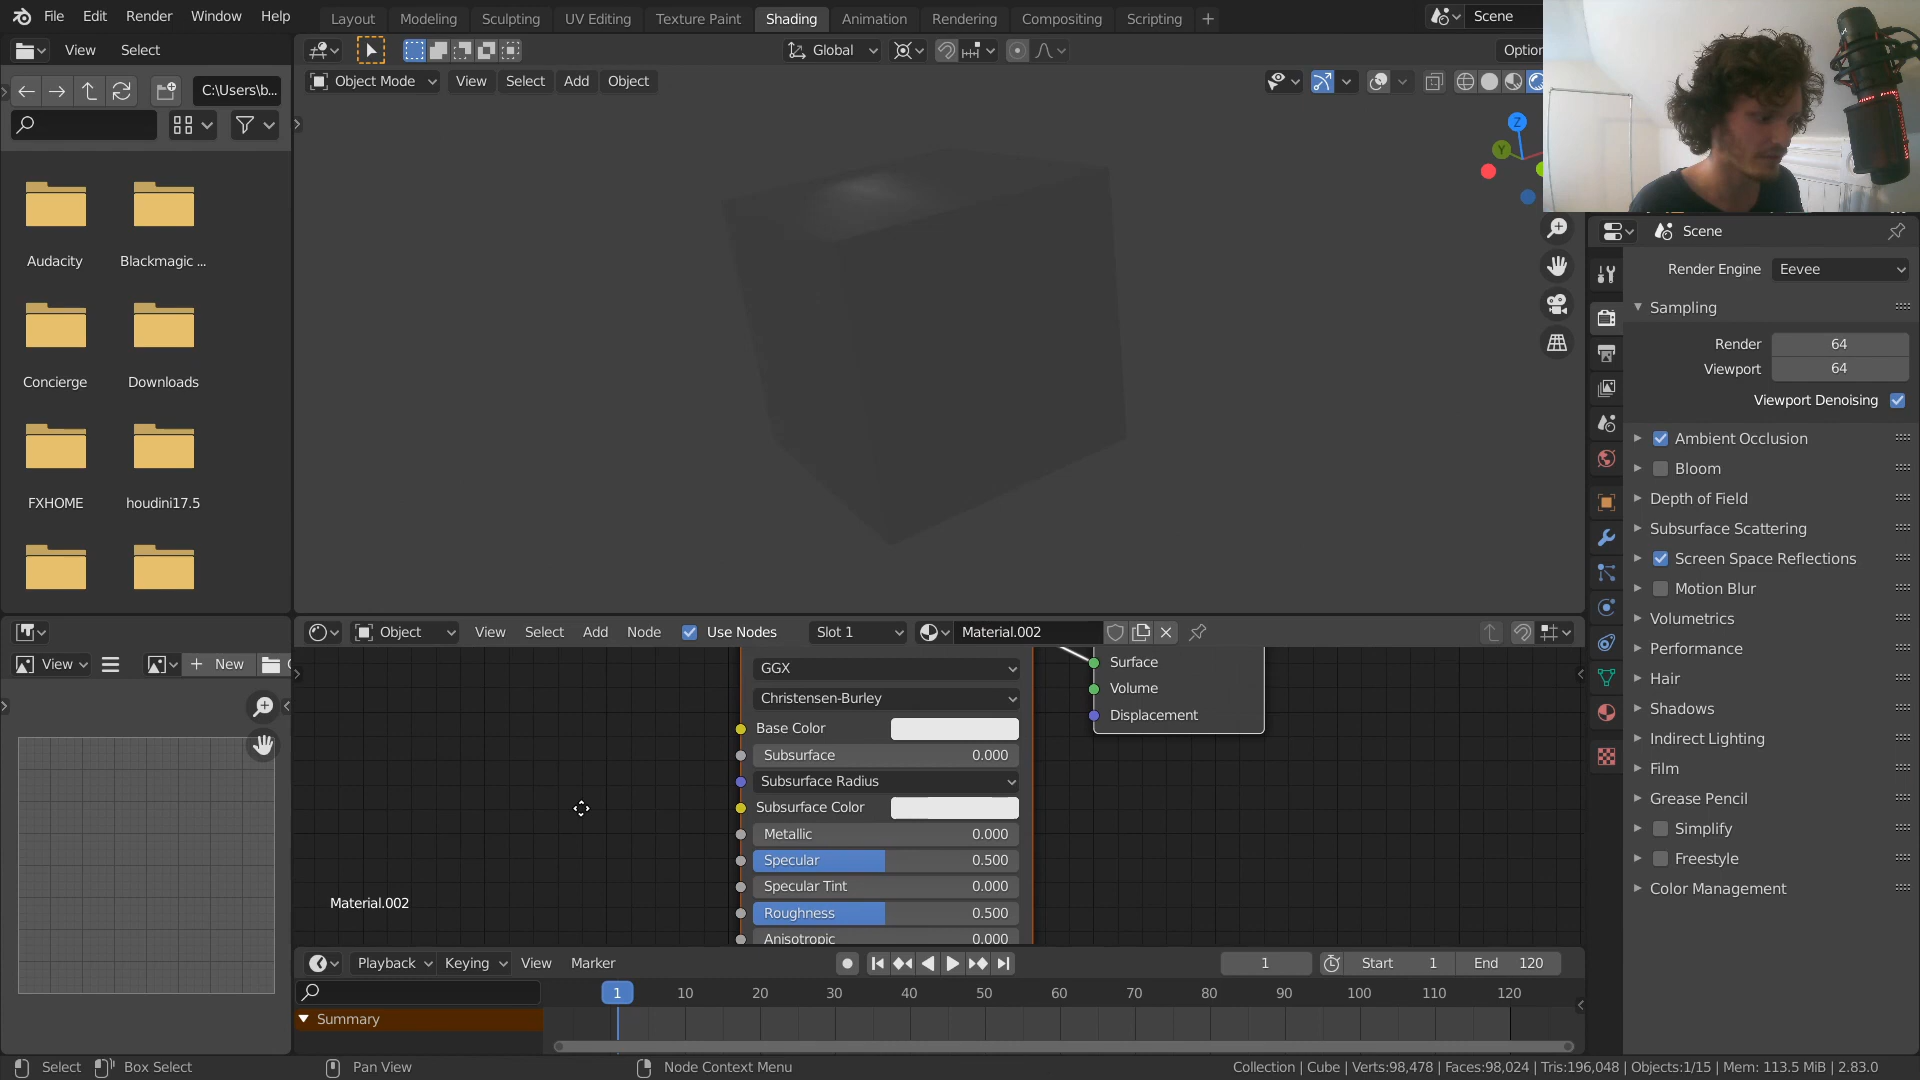 File Edit Render Window Help Layout Modeling Sculpting UV Editing Texture Paint Shading Animation Rendering Compositing Scripting + Scene
View Select Global
C:\Users\b... Object Mode View Select Add Object
Z
Y
Audacity Blackmagic ...
Concierge Downloads
FXHOME houdini17.5
Scene
Render Engine Eevee
Sampling
Render 64
Viewport 64
Viewport Denoising
Ambient Occlusion
Bloom
Depth of Field
Subsurface Scattering
Screen Space Reflections
Motion Blur
Volumetrics
Performance
Hair
Shadows
Indirect Lighting
Film
Grease Pencil
Simplify
Freestyle
Color Management
Object View Select Add Node Use Nodes Slot 1 Material.002
View + New
GGX
Christensen-Burley
Base Color
Subsurface 0.000
Subsurface Radius
Subsurface Color
Metallic 0.000
Specular 0.500
Specular Tint 0.000
Roughness 0.500
Anisotropic 0.000
Surface
Volume
Displacement
Material.002
Playback Keying View Marker 1 Start 1 End 120
1 10 20 30 40 50 60 70 80 90 100 110 120
Summary
Select Box Select Pan View Node Context Menu Collection | Cube | Verts:98,478 | Faces:98,024 | Tris:196,048 | Objects:1/15 | Mem: 113.5 MiB | 2.83.0